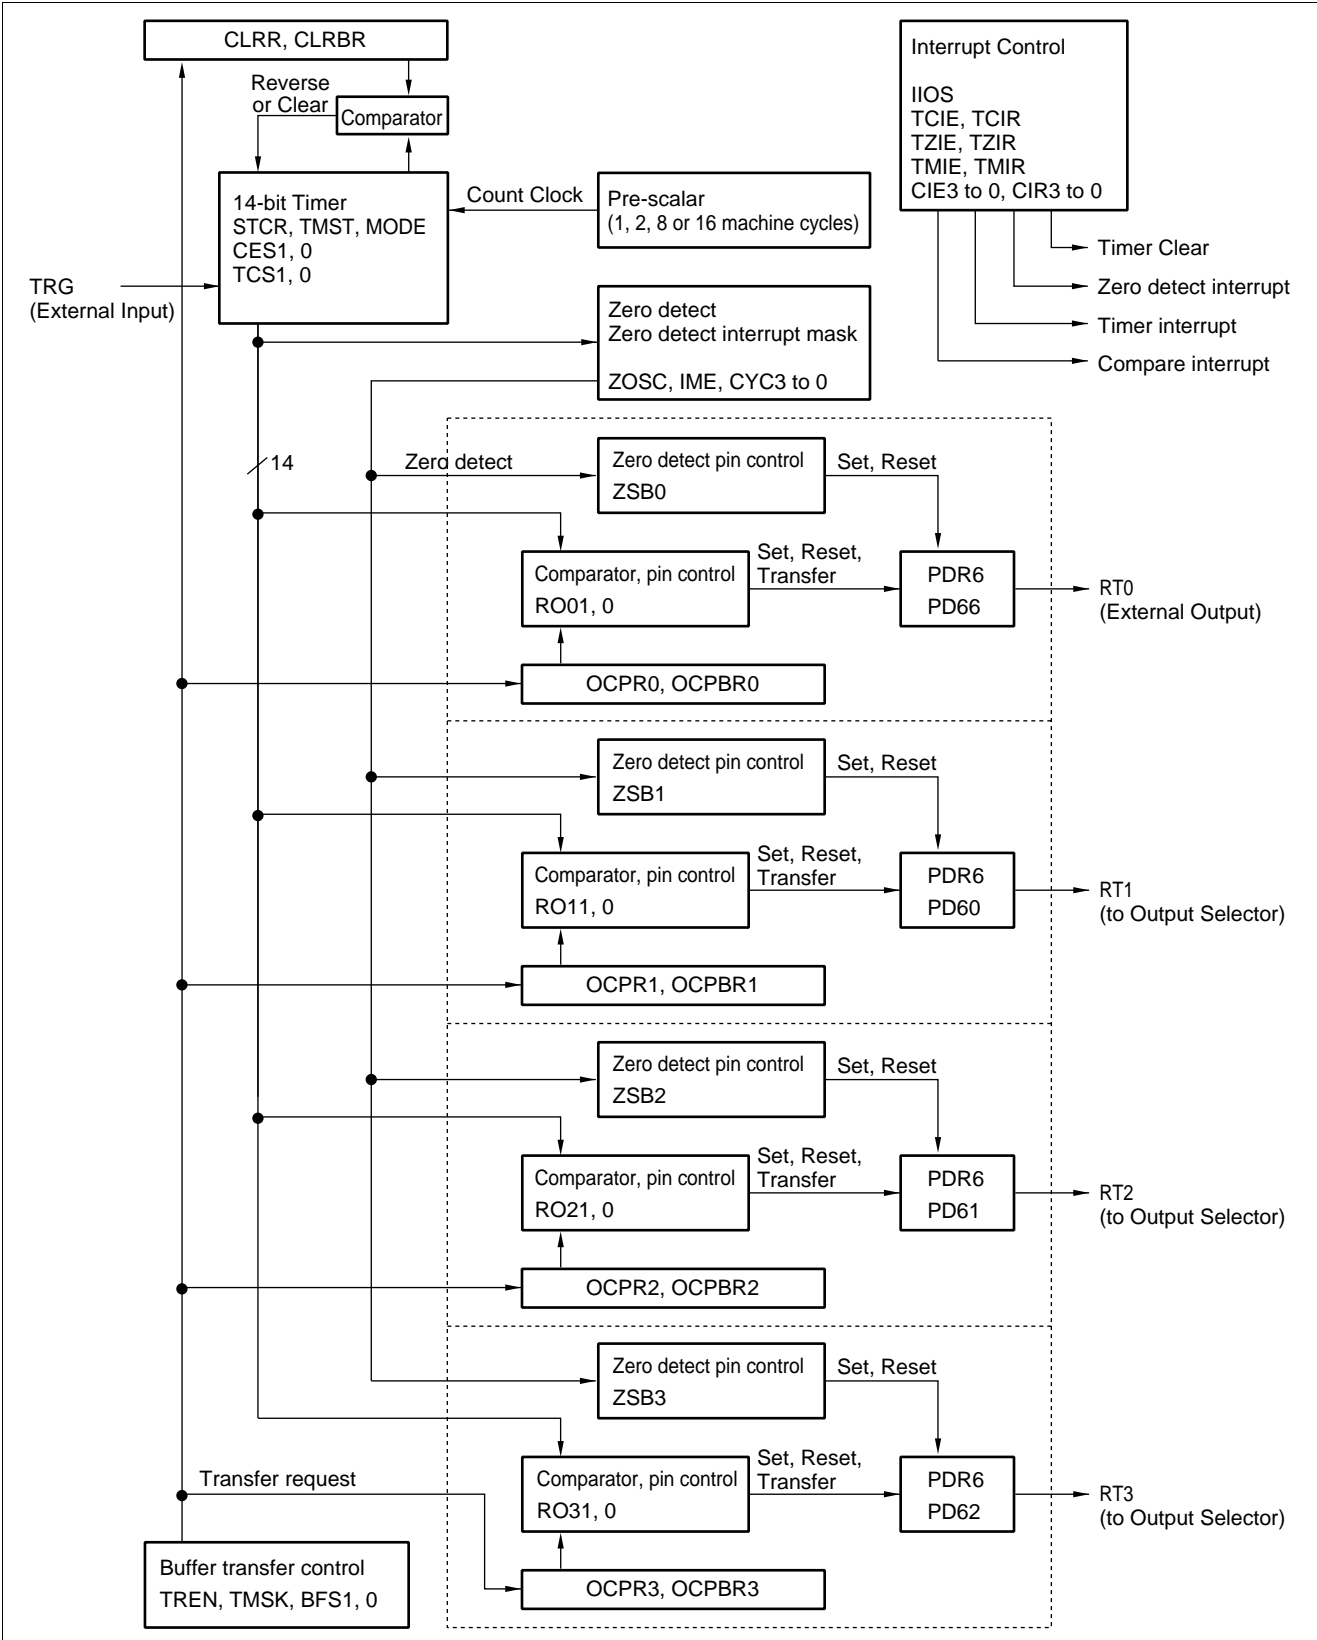 CLRR, CLRBR
Reverse
or Clear
Comparator
14-bit Timer
STCR, TMST, MODE
CES1, 0
TCS1, 0
TRG
(External Input)
Count Clock
Pre-scalar
(1, 2, 8 or 16 machine cycles)
Interrupt Control
IIOS
TCIE, TCIR
TZIE, TZIR
TMIE, TMIR
CIE3 to 0, CIR3 to 0
Timer Clear
Zero detect interrupt
Timer interrupt
Compare interrupt
Zero detect
Zero detect interrupt mask
ZOSC, IME, CYC3 to 0
14
Zero detect
Zero detect pin control
ZSB0
Set, Reset
Comparator, pin control
RO01, 0
Set, Reset,
Transfer
PDR6
PD66
RT0
(External Output)
OCPR0, OCPBR0
Zero detect pin control
ZSB1
Set, Reset
Comparator, pin control
RO11, 0
Set, Reset,
Transfer
PDR6
PD60
RT1
(to Output Selector)
OCPR1, OCPBR1
Zero detect pin control
ZSB2
Set, Reset
Comparator, pin control
RO21, 0
Set, Reset,
Transfer
PDR6
PD61
RT2
(to Output Selector)
OCPR2, OCPBR2
Zero detect pin control
ZSB3
Set, Reset
Comparator, pin control
RO31, 0
Set, Reset,
Transfer
PDR6
PD62
RT3
(to Output Selector)
Transfer request
OCPR3, OCPBR3
Buffer transfer control
TREN, TMSK, BFS1, 0